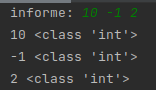 informe: 10 -1 2
10 <class 'int'>
-1 <class 'int'>
2 <class 'int'>